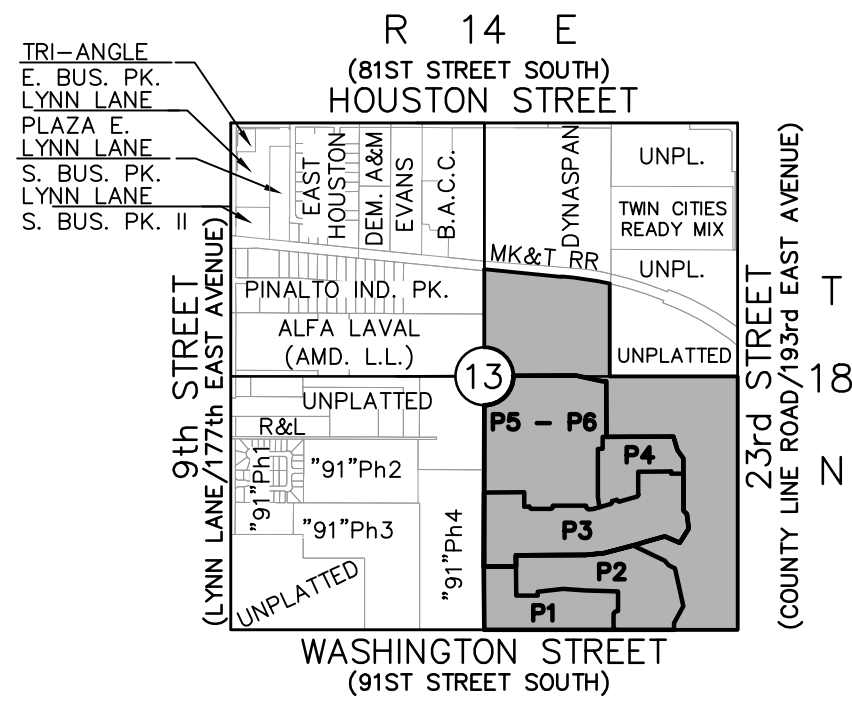 R 14 E
(81ST STREET SOUTH)
HOUSTON STREET
TRI-ANGLE
E. BUS. PK.
LYNN LANE
PLAZA E.
LYNN LANE
S. BUS. PK.
LYNN LANE
S. BUS. PK. II
EAST
HOUSTON
DEM. A&M
EVANS
B.A.C.C.
DYNASPAN
UNPL.
TWIN CITIES
READY MIX
UNPL.
MK&T RR
PINALTO IND. PK.
ALFA LAVAL
(AMD. L.L.)
UNPLATTED
13
9th STREET
(LYNN LANE/177th EAST AVENUE)
23rd STREET
(COUNTY LINE ROAD/193rd EAST AVENUE)
T
18
N
UNPLATTED
R&L
"91"Ph1
"91"Ph2
"91"Ph3
"91"Ph4
UNPLATTED
P5 - P6
P4
P3
P2
P1
WASHINGTON STREET
(91ST STREET SOUTH)